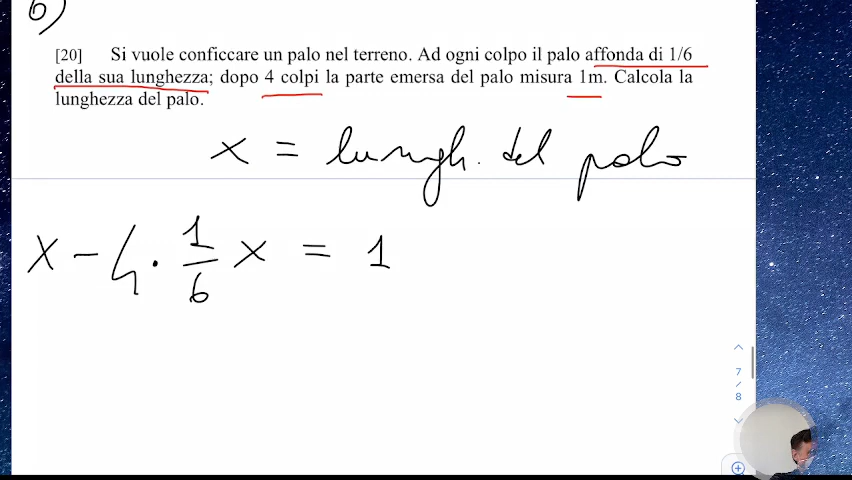 6)
[20] Si vuole conficcare un palo nel terreno. Ad ogni colpo il palo affonda di 1/6
della sua lunghezza; dopo 4 colpi la parte emersa del palo misura 1m. Calcola la
lunghezza del palo.
x = lungh. del palo
x - 4 · 1/6 x = 1
7
/
8